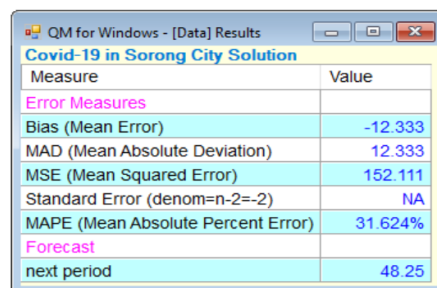 QM for Windows - [Data] Results
Covid-19 in Sorong City Solution
Measure Value
Error Measures
Bias (Mean Error) -12.333
MAD (Mean Absolute Deviation) 12.333
MSE (Mean Squared Error) 152.111
Standard Error (denom=n-2=-2) NA
MAPE (Mean Absolute Percent Error) 31.624%
Forecast
next period 48.25